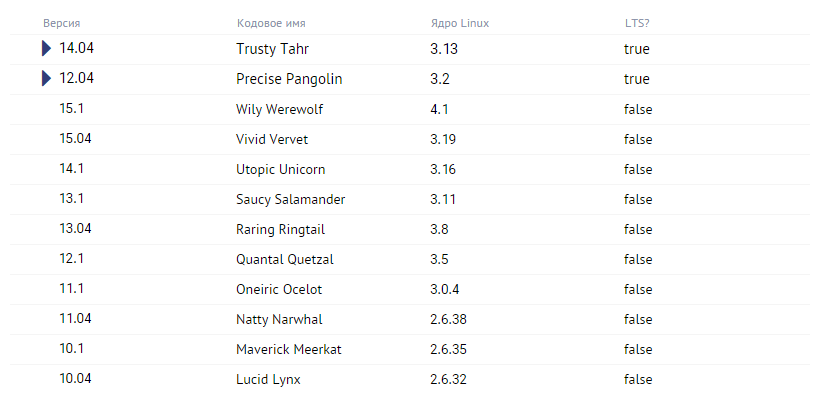 Версия Кодовое имя Ядро Linux LTS?
14.04 Trusty Tahr 3.13 true
12.04 Precise Pangolin 3.2 true
15.1 Wily Werewolf 4.1 false
15.04 Vivid Vervet 3.19 false
14.1 Utopic Unicorn 3.16 false
13.1 Saucy Salamander 3.11 false
13.04 Raring Ringtail 3.8 false
12.1 Quantal Quetzal 3.5 false
11.1 Oneiric Ocelot 3.0.4 false
11.04 Natty Narwhal 2.6.38 false
10.1 Maverick Meerkat 2.6.35 false
10.04 Lucid Lynx 2.6.32 false